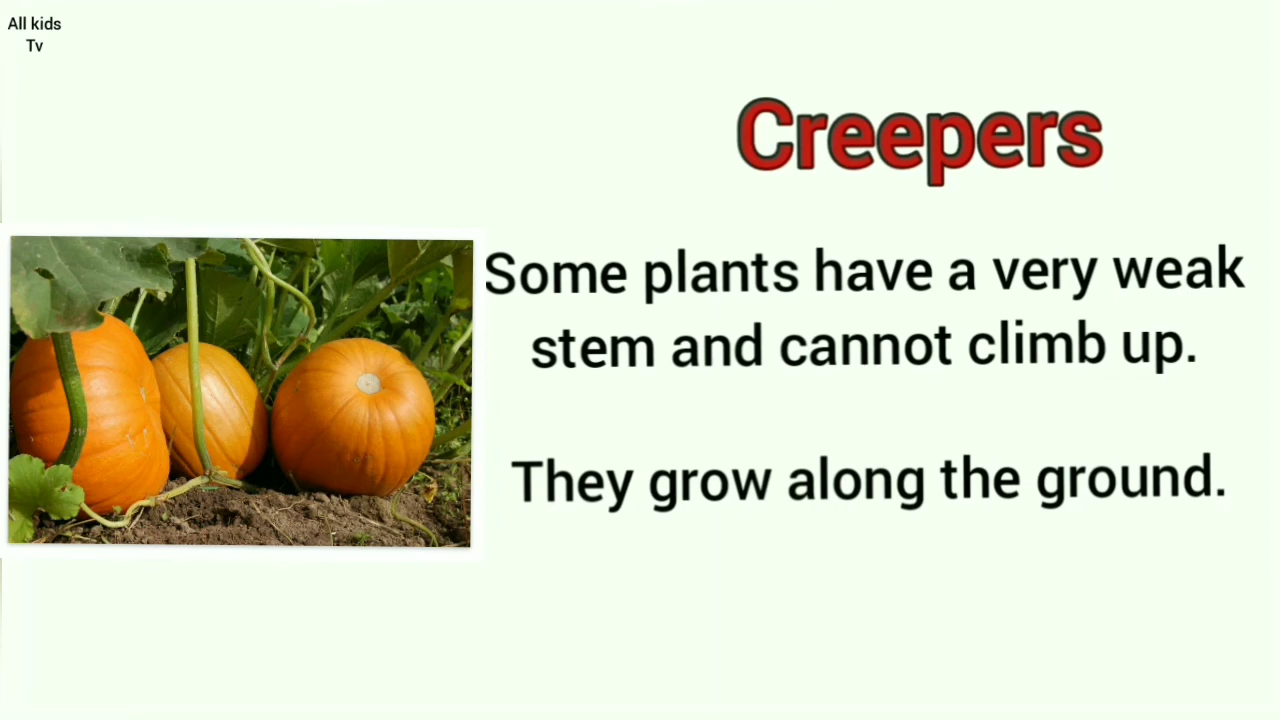 All kids
Tv
Creepers
Some plants have a very weak
stem and cannot climb up.
They grow along the ground.